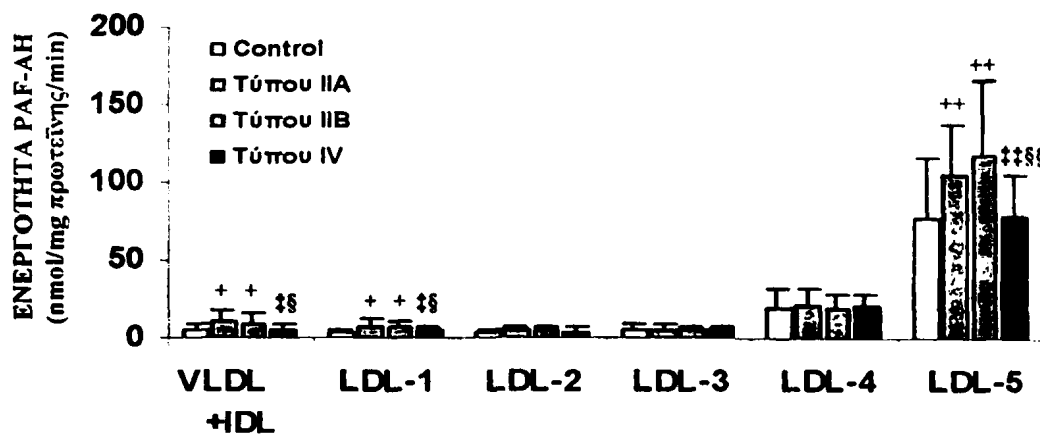 ΕΝΕΡΓΟΤΗΤΑ PAF-AH
(nmol/mg πρωτεΐνης/min)
200
150
100
50
0
Control
Τύπου IIA
Τύπου IIB
Τύπου IV
+ + ‡§
+ + ‡§
++ ++ ‡‡§§
VLDL LDL-1 LDL-2 LDL-3 LDL-4 LDL-5
+IDL